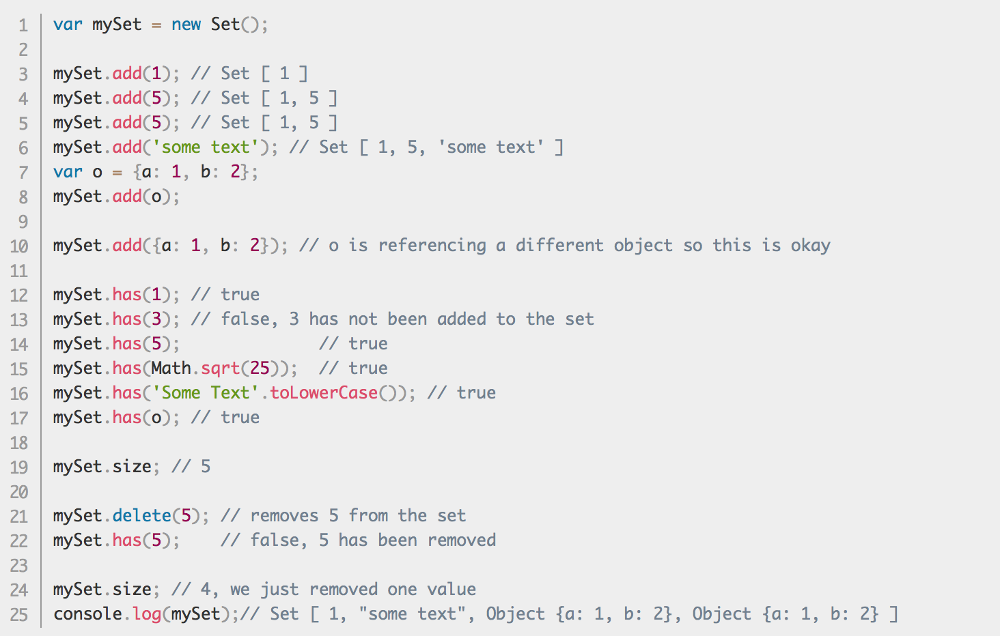 1 var mySet = new Set();
2
3 mySet.add(1); // Set [ 1 ]
4 mySet.add(5); // Set [ 1, 5 ]
5 mySet.add(5); // Set [ 1, 5 ]
6 mySet.add('some text'); // Set [ 1, 5, 'some text' ]
7 var o = {a: 1, b: 2};
8 mySet.add(o);
9
10 mySet.add({a: 1, b: 2}); // o is referencing a different object so this is okay
11
12 mySet.has(1); // true
13 mySet.has(3); // false, 3 has not been added to the set
14 mySet.has(5);              // true
15 mySet.has(Math.sqrt(25));  // true
16 mySet.has('Some Text'.toLowerCase()); // true
17 mySet.has(o); // true
18
19 mySet.size; // 5
20
21 mySet.delete(5); // removes 5 from the set
22 mySet.has(5);    // false, 5 has been removed
23
24 mySet.size; // 4, we just removed one value
25 console.log(mySet);// Set [ 1, "some text", Object {a: 1, b: 2}, Object {a: 1, b: 2} ]